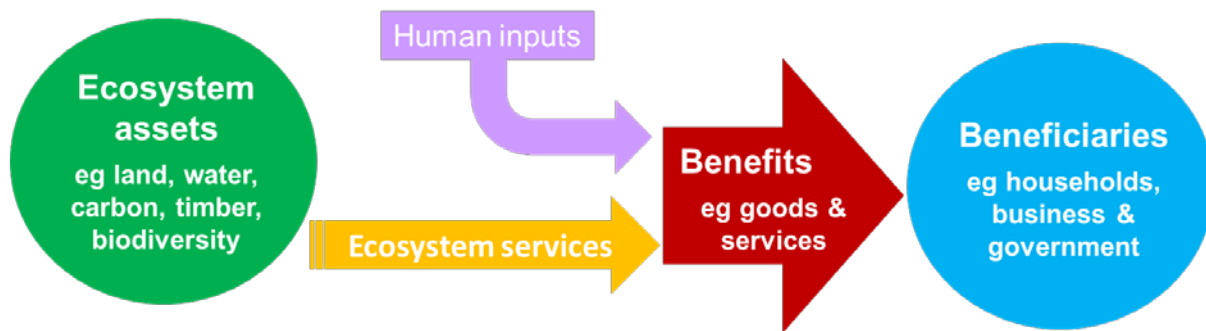 Human inputs
Ecosystem
assets
eg land, water,
carbon, timber,
biodiversity
Ecosystem services
Benefits
eg goods &
services
Beneficiaries
eg households,
business &
government